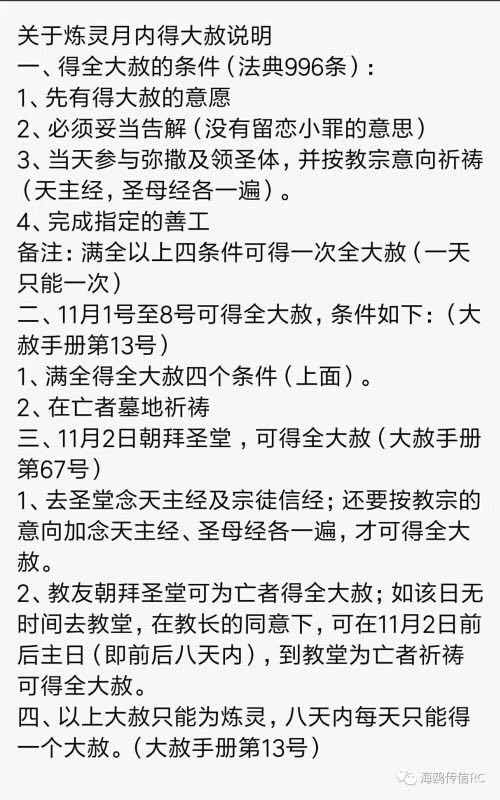 关于炼灵月内得大赦说明
一、得全大赦的条件（法典996条）：
1、先有得大赦的意愿
2、必须妥当告解（没有留恋小罪的意思）
3、当天参与弥撒及领圣体，并按教宗意向祈祷
（天主经，圣母经各一遍）。
4、完成指定的善工
备注：满全以上四条件可得一次全大赦（一天
只能一次）
二、11月1号至8号可得全大赦，条件如下：（大
赦手册第13号）
1、满全得全大赦四个条件（上面）。
2、在亡者墓地祈祷
三、11月2日朝拜圣堂，可得全大赦（大赦手册
第67号）
1、去圣堂念天主经及宗徒信经；还要按教宗的
意向加念天主经、圣母经各一遍，才可得全大
赦。
2、教友朝拜圣堂可为亡者得全大赦；如该日无
时间去教堂，在教长的同意下，可在11月2日前
后主日（即前后八天内），到教堂为亡者祈祷
可得全大赦。
四、以上大赦只能为炼灵，八天内每天只能得
一个大赦。（大赦手册第13号）
海鸥传信RC